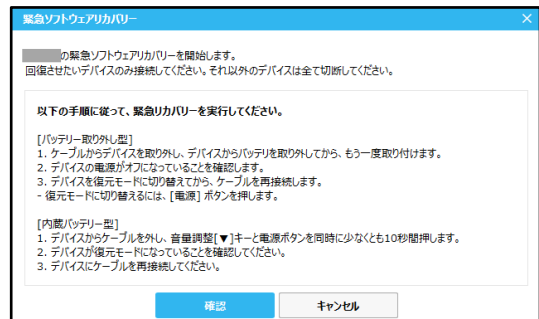 緊急ソフトウェアリカバリー
の緊急ソフトウェアリカバリーを開始します。
回復させたいデバイスのみ接続してください。それ以外のデバイスは全て切断してください。
以下の手順に従って、緊急リカバリーを実行してください。
[バッテリー取り外し型]
1. ケーブルからデバイスを取り外し、デバイスからバッテリを取り外してから、もう一度取り付けます。
2. デバイスの電源がオフになっていることを確認します。
3. デバイスを復元モードに切り替えてから、ケーブルを再接続します。
- 復元モードに切り替えるには、[電源] ボタンを押します。
[内蔵バッテリー型]
1. デバイスからケーブルを外し、音量調整[▼]キーと電源ボタンを同時に少なくとも10秒間押します。
2. デバイスが復元モードになっていることを確認してください。
3. デバイスにケーブルを再接続してください。
確認
キャンセル